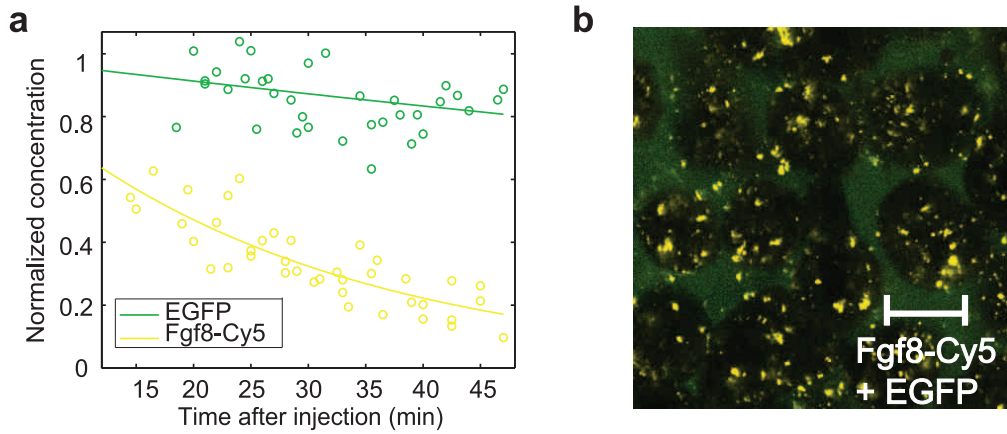 a
Normalized concentration
1
0.8
0.6
0.4
0.2
0
EGFP
Fgf8-Cy5
15 20 25 30 35 40 45
Time after injection (min)
b
Fgf8-Cy5
+ EGFP